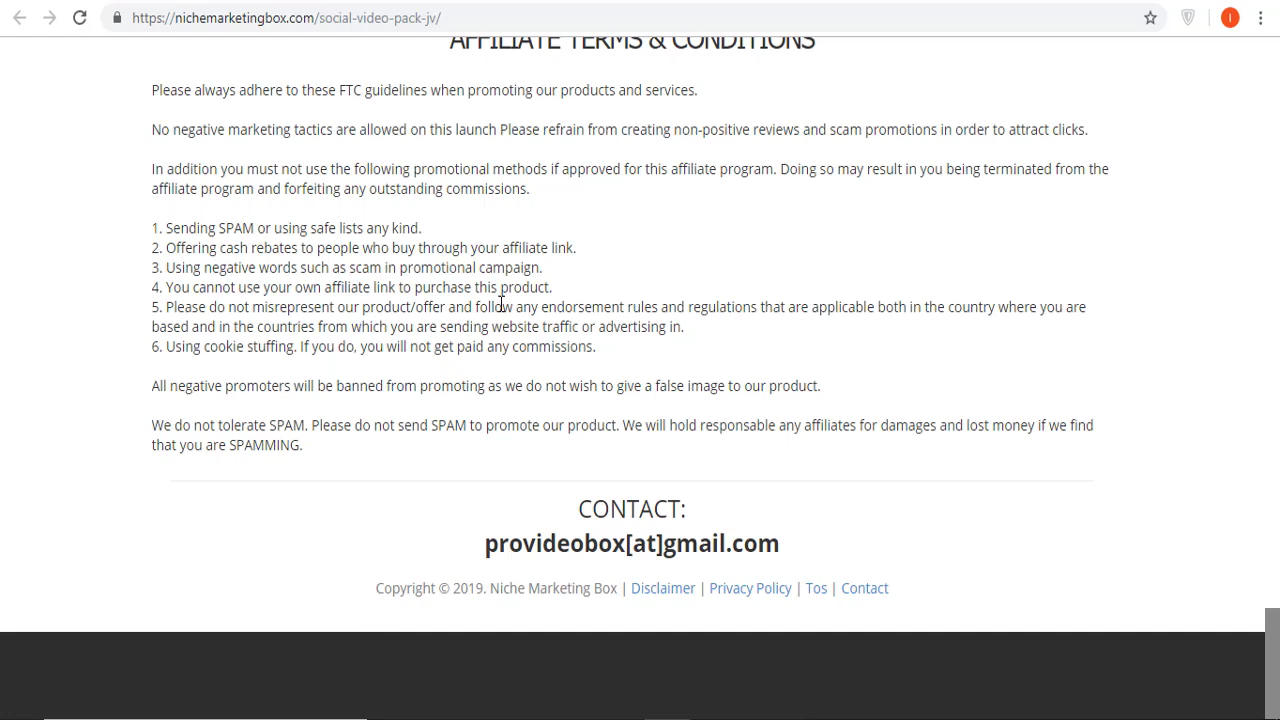 https://nichemarketingbox.com/social-video-pack-jv/
I
AFFILIATE TERMS & CONDITIONS
Please always adhere to these FTC guidelines when promoting our products and services.
No negative marketing tactics are allowed on this launch Please refrain from creating non-positive reviews and scam promotions in order to attract clicks.
In addition you must not use the following promotional methods if approved for this affiliate program. Doing so may result in you being terminated from the
affiliate program and forfeiting any outstanding commissions.
1. Sending SPAM or using safe lists any kind.
2. Offering cash rebates to people who buy through your affiliate link.
3. Using negative words such as scam in promotional campaign.
4. You cannot use your own affiliate link to purchase this product.
5. Please do not misrepresent our product/offer and follow any endorsement rules and regulations that are applicable both in the country where you are
based and in the countries from which you are sending website traffic or advertising in.
6. Using cookie stuffing. If you do, you will not get paid any commissions.
All negative promoters will be banned from promoting as we do not wish to give a false image to our product.
We do not tolerate SPAM. Please do not send SPAM to promote our product. We will hold responsable any affiliates for damages and lost money if we find
that you are SPAMMING.
CONTACT:
provideobox[at]gmail.com
Copyright © 2019. Niche Marketing Box | Disclaimer | Privacy Policy | Tos | Contact